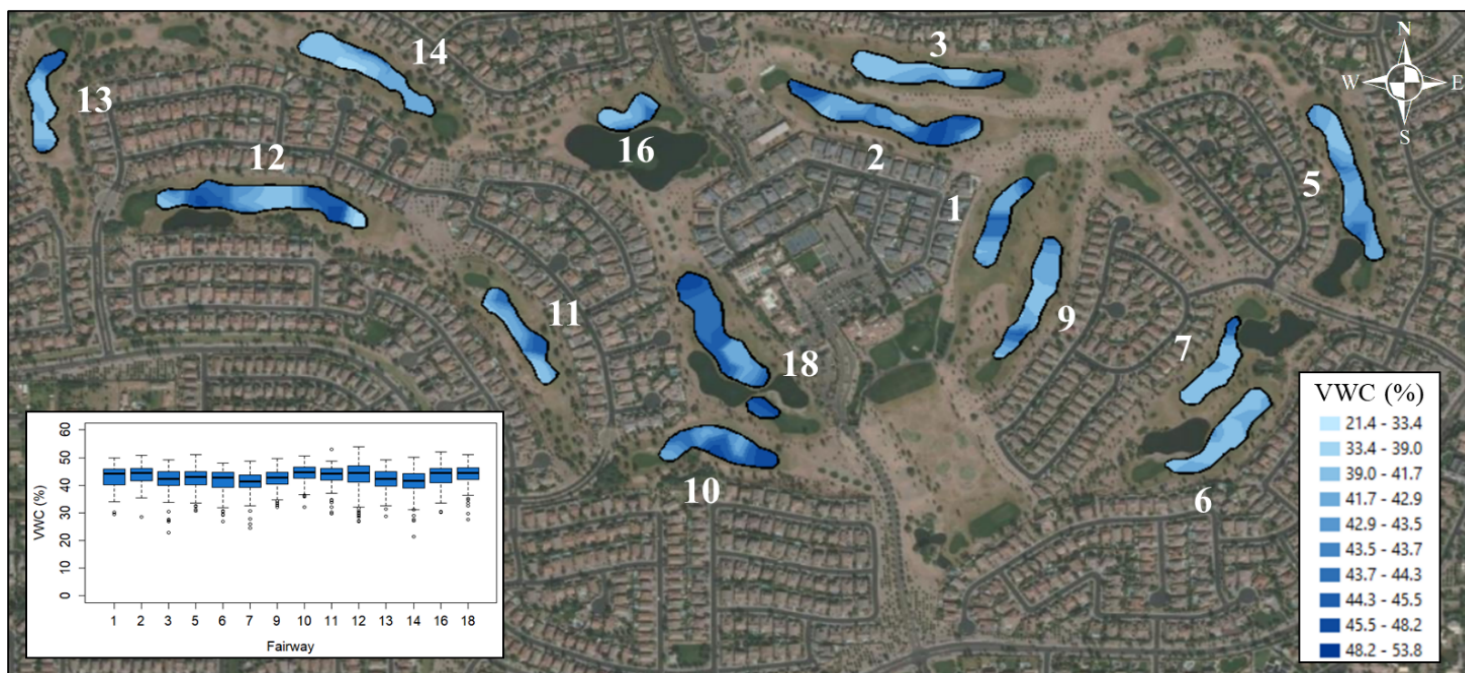 3
14
N
W E
S
13
16
12
2
5
1
11
9
7
18
VWC (%)
21.4 - 33.4
33.4 - 39.0
39.0 - 41.7
41.7 - 42.9
42.9 - 43.5
43.5 - 43.7
43.7 - 44.3
44.3 - 45.5
45.5 - 48.2
48.2 - 53.8
10
6
VWC (%)
60
50
40
30
20
10
0
1 2 3 5 6 7 9 10 11 12 13 14 16 18
Fairway